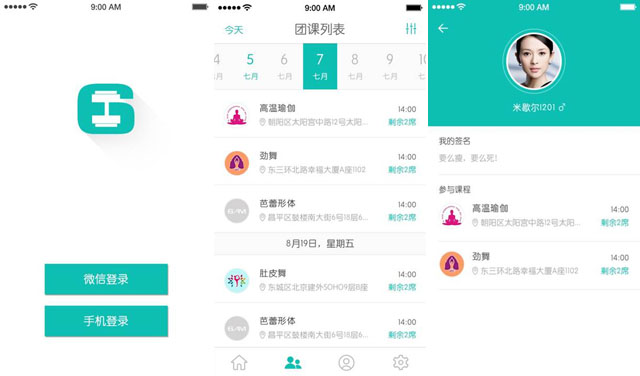 9:00 AM
微信登录
手机登录
9:00 AM
今天
团课列表
4 5 6 7 8 9 10
七月 七月 七月 七月 七月 七月
高温瑜伽 14:00
朝阳区太阳宫中路12号太阳... 剩余2席
劲舞 14:00
东三环北路幸福大厦A座1102 剩余2席
芭蕾形体 14:00
昌平区鼓楼南大街6号18层6... 剩余2席
8月19日，星期五
肚皮舞 14:00
东城区北京建外SOHO9层B座 剩余2席
芭蕾形体 14:00
昌平区鼓楼南大街6号18层6... 剩余2席
9:00 AM
米歇尔1201♂
我的签名
要么瘦，要么死！
参与课程
高温瑜伽 14:00
朝阳区太阳宫中路12号太阳... 剩余2席
劲舞 14:00
东三环北路幸福大厦A座1102 剩余2席